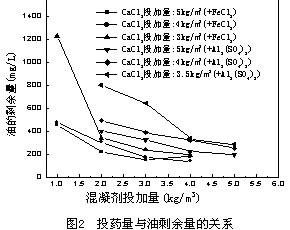 CaCl₂投加量:5kg/m³(+FeCl₃)
CaCl₂投加量:4kg/m³(+FeCl₃)
CaCl₂投加量:3kg/m³(+FeCl₃)
CaCl₂投加量:5kg/m³(+Al₂(SO₄)₃)
CaCl₂投加量:4kg/m³(+Al₂(SO₄)₃)
CaCl₂投加量:3.5kg/m³(+Al₂(SO₄)₃)
油的剩余量(mg/L)
1200
1000
800
600
400
200
0
1.0 1.5 2.0 2.5 3.0 3.5 4.0 4.5 5.0 5.5 6.0
混凝剂投加量(kg/m³)
图2 投药量与油剩余量的关系